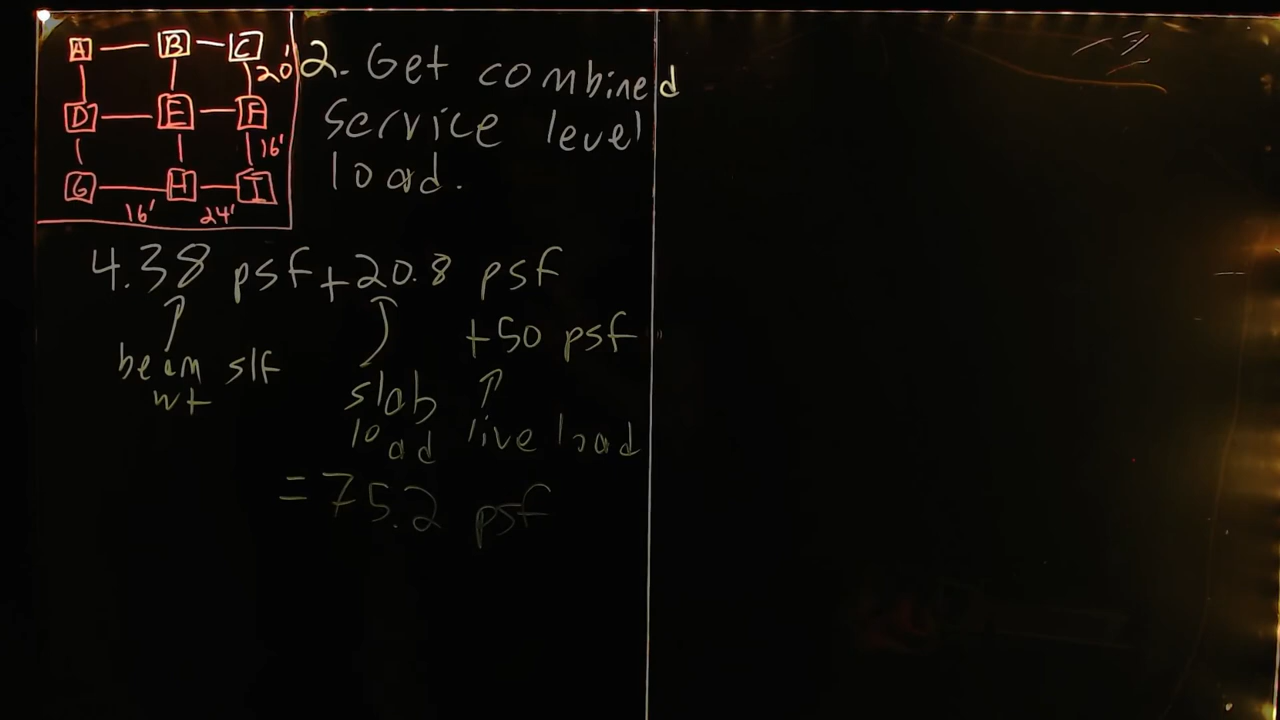 A B C
20'
D E F
16'
G H I
16' 24'
2. Get combined
service level
load.
4.38 psf + 20.8 psf
+50 psf
beam slf
wt
slab
load
live load
= 75.2 psf